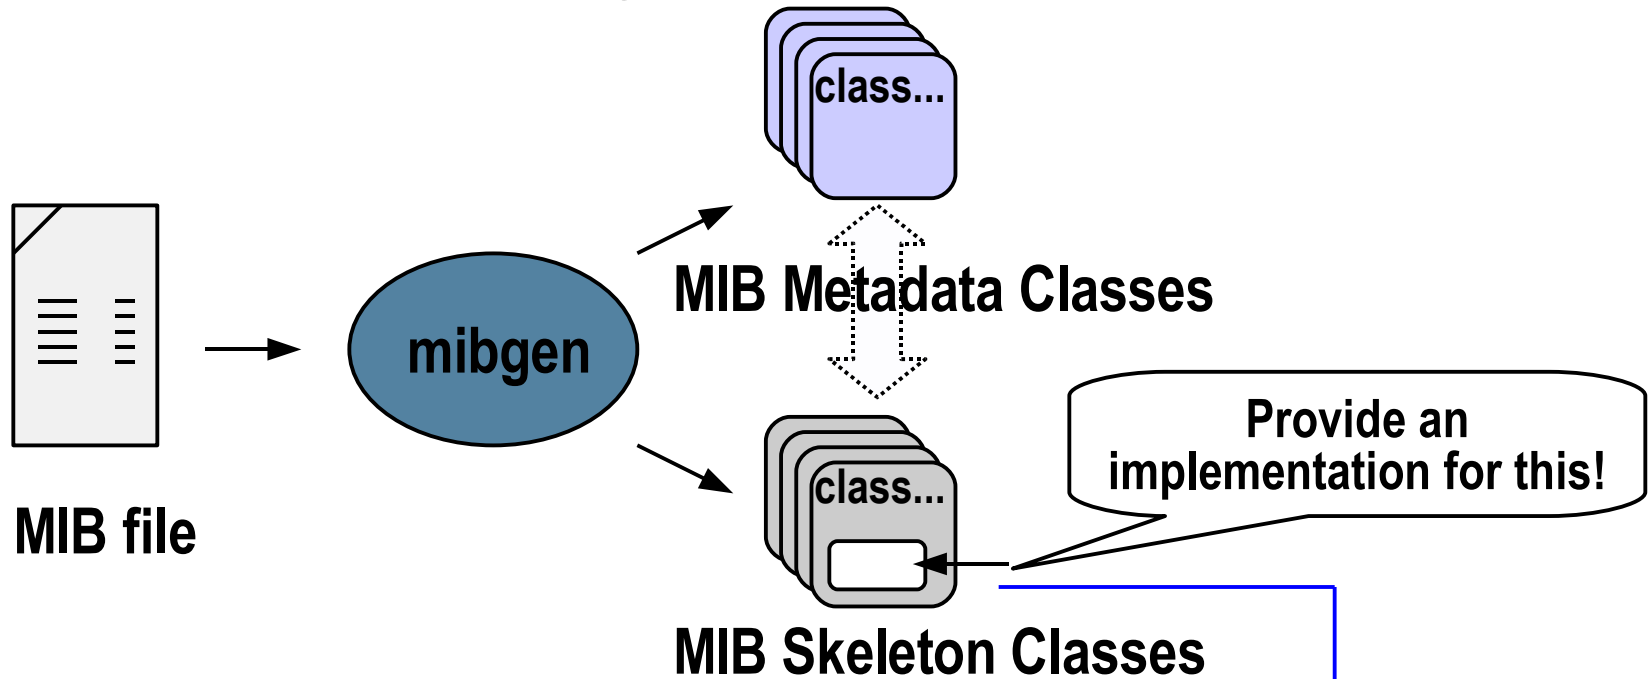 class...
MIB Metadata Classes
mibgen
Provide an
implementation for this!
class...
MIB file
MIB Skeleton Classes